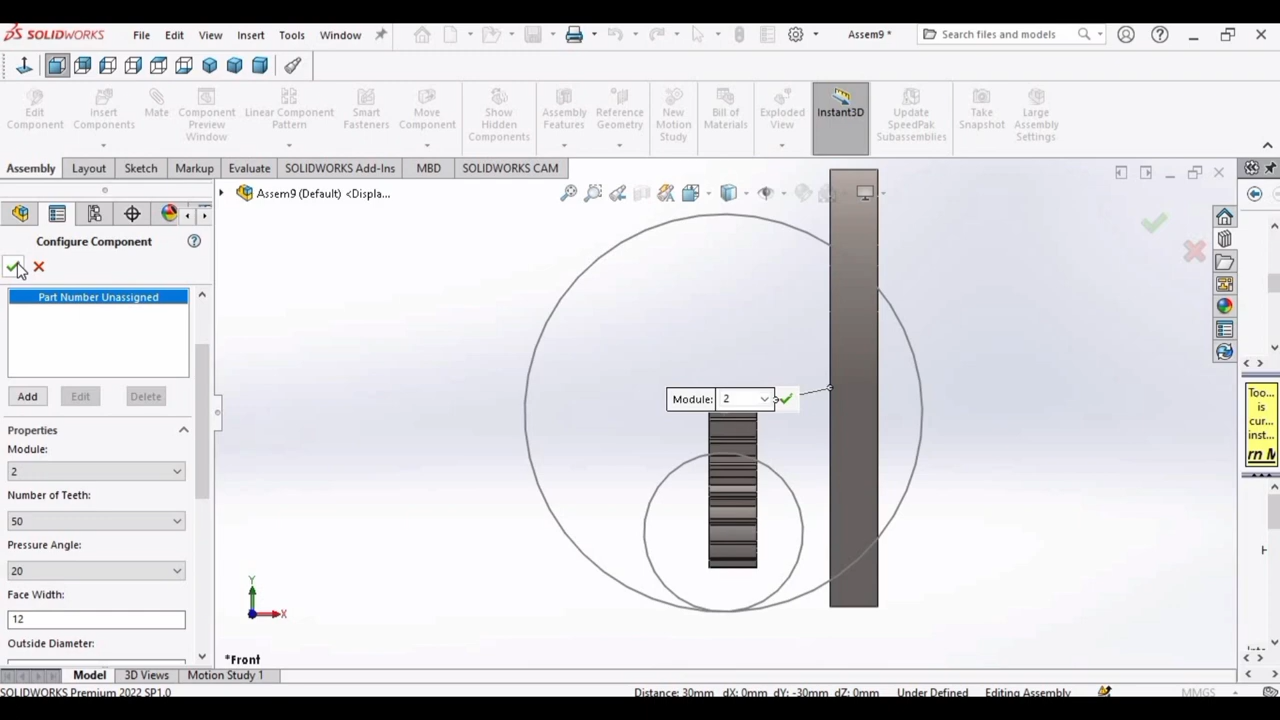 SOLIDWORKS File Edit View Insert Tools Window Assem9 * Search files and models
Edit Component
Insert Components
Mate
Component Preview Window
Linear Component Pattern
Smart Fasteners
Move Component
Show Hidden Components
Assembly Features
Reference Geometry
New Motion Study
Bill of Materials
Exploded View
Instant3D
Update SpeedPak Subassemblies
Take Snapshot
Large Assembly Settings
Assembly Layout Sketch Markup Evaluate SOLIDWORKS Add-Ins MBD SOLIDWORKS CAM
Assem9 (Default) <Displa...
Configure Component
Part Number Unassigned
Add Edit Delete
Properties
Module:
2
Number of Teeth:
50
Pressure Angle:
20
Face Width:
12
Outside Diameter:
Module: 2
Y
X
*Front
Too...
is
cur...
inst...
rn M
H
Model 3D Views Motion Study 1
SOLIDWORKS Premium 2022 SP1.0 Distance: 30mm dX: 0mm dY: -30mm dZ: 0mm Under Defined Editing Assembly MMGS